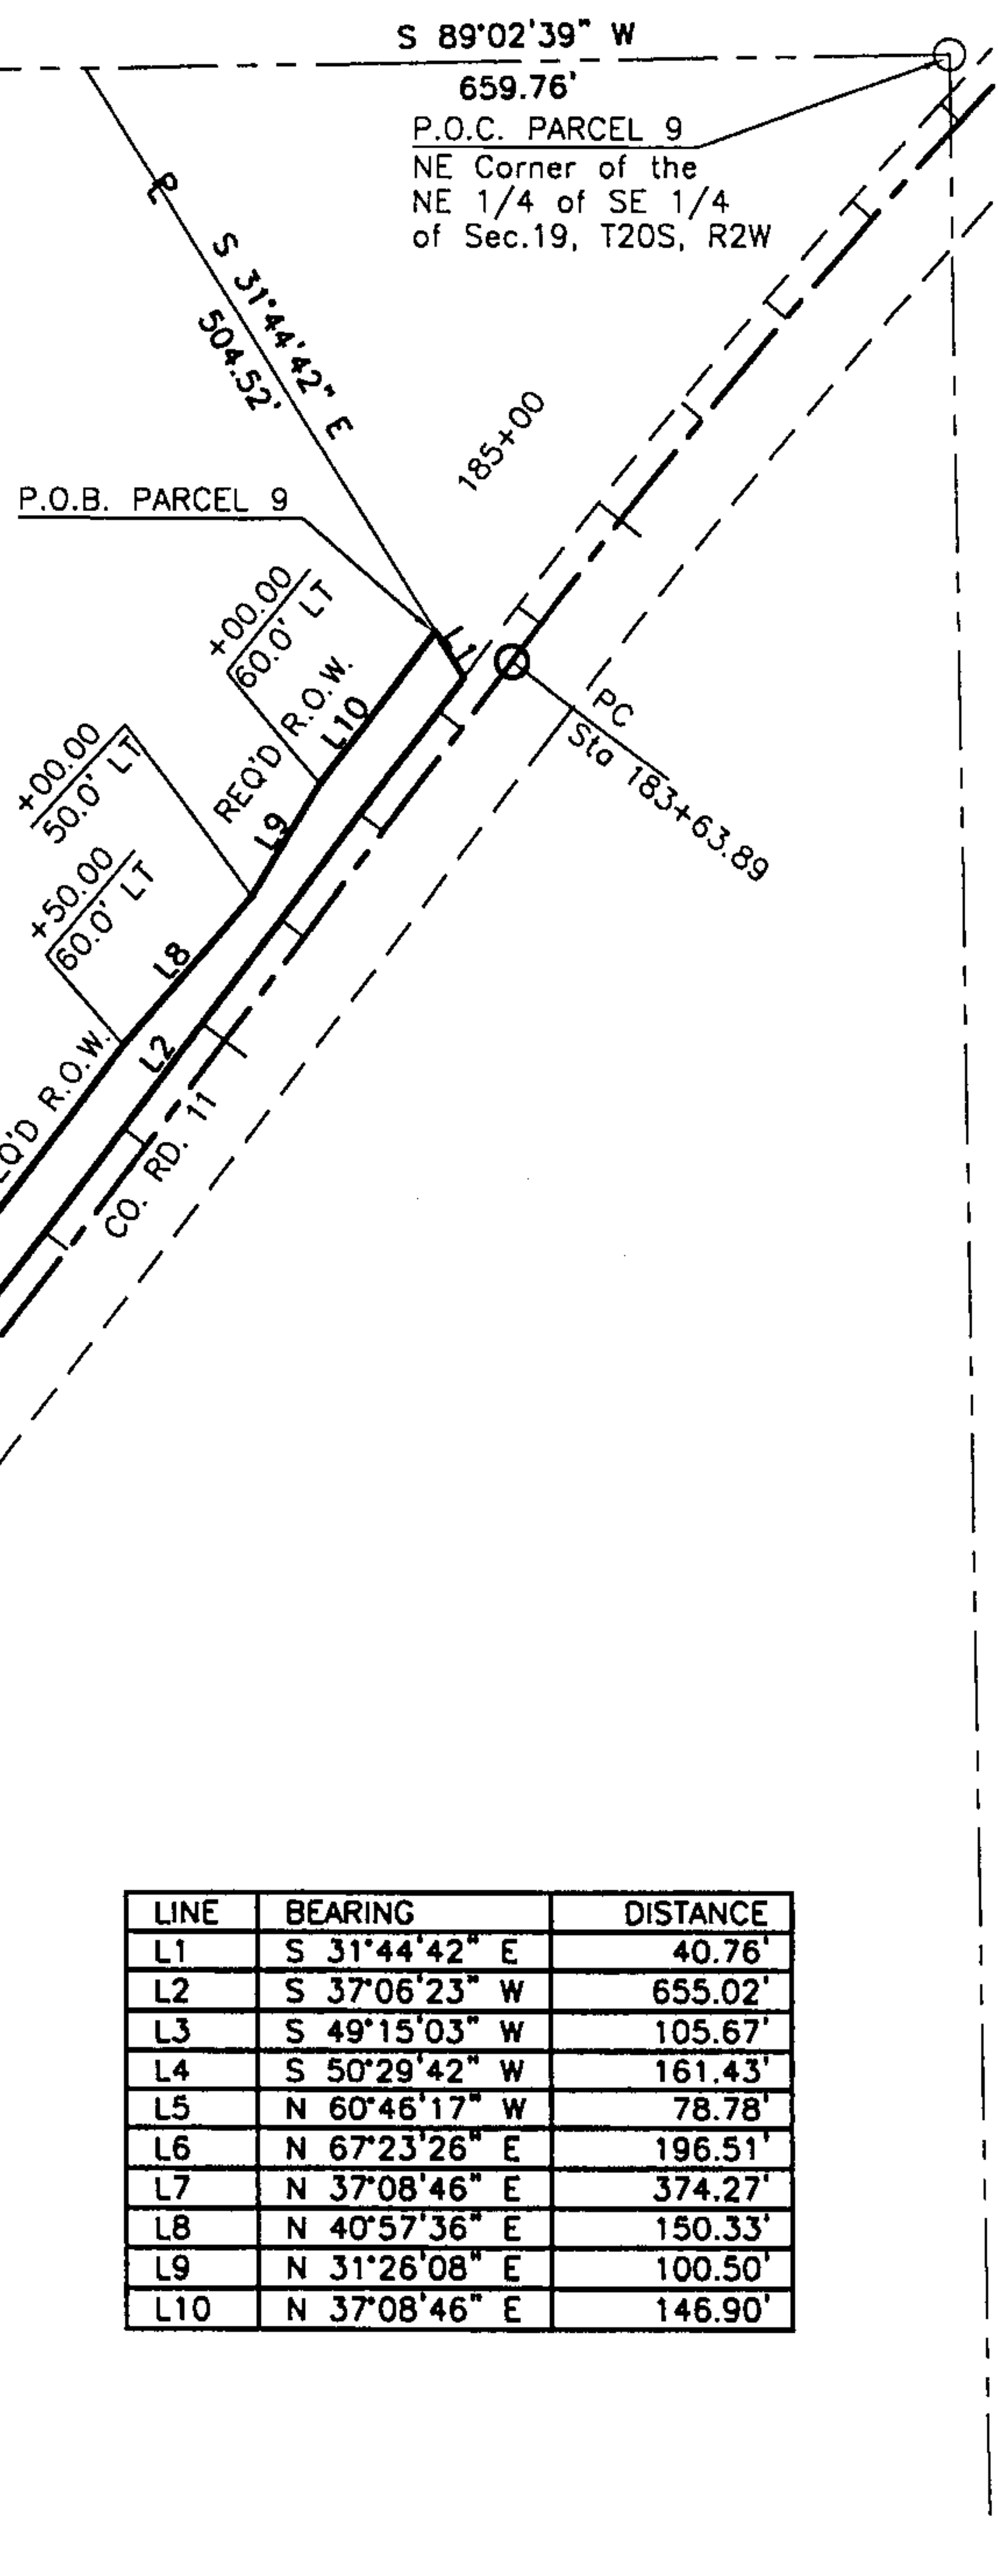 S 89°02'39" W
659.76'
P.O.C. PARCEL 9
NE Corner of the
NE 1/4 of SE 1/4
of Sec.19, T20S, R2W
PL
S 31°44'42" E
504.52'
185+00
P.O.B. PARCEL 9
+00.00
60.0' LT
REQ'D R.O.W.
L10
PC
Sta 183+63.89
+00.00
50.0' LT
L9
+50.00
60.0' LT
L8
L2
EQ'D R.O.W.
CO. RD. 11
LINE BEARING DISTANCE
L1 S 31°44'42" E 40.76'
L2 S 37°06'23" W 655.02'
L3 S 49°15'03" W 105.67'
L4 S 50°29'42" W 161.43'
L5 N 60°46'17" W 78.78'
L6 N 67°23'26" E 196.51'
L7 N 37°08'46" E 374.27'
L8 N 40°57'36" E 150.33'
L9 N 31°26'08" E 100.50'
L10 N 37°08'46" E 146.90'